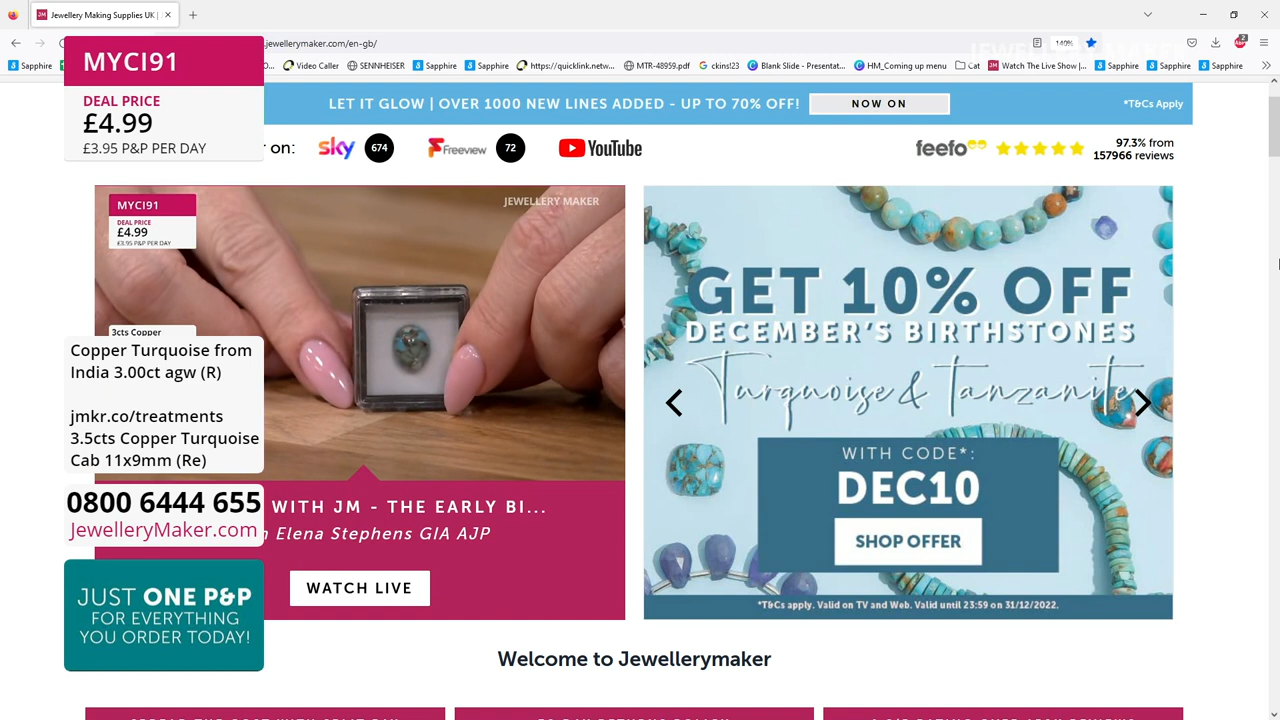 Jewellery Making Supplies UK |
jewellerymaker.com/en-gb/
140%
2
Sapphire
Video Caller
SENNHEISER
Sapphire
Sapphire
https://quicklink.netw...
MTR-48959.pdf
ckins!23
Blank Slide - Presentat...
HM_Coming up menu
Cat
Watch The Live Show |...
Sapphire
Sapphire
Sapphire
MYCI91
DEAL PRICE
£4.99
£3.95 P&P PER DAY
LET IT GLOW | OVER 1000 NEW LINES ADDED - UP TO 70% OFF!
NOW ON
*T&Cs Apply
on:
sky
674
Freeview
72
YouTube
feefo
97.3% from
157966 reviews
MYCI91
DEAL PRICE
£4.99
£3.95 P&P PER DAY
JEWELLERY MAKER
3cts Copper
Copper Turquoise from
India 3.00ct agw (R)
jmkr.co/treatments
3.5cts Copper Turquoise
Cab 11x9mm (Re)
0800 6444 655
JewelleryMaker.com
WITH JM - THE EARLY BI...
Elena Stephens GIA AJP
WATCH LIVE
JUST ONE P&P
FOR EVERYTHING
YOU ORDER TODAY!
GET 10% OFF
DECEMBER'S BIRTHSTONES
Turquoise & Tanzanite
WITH CODE*:
DEC10
SHOP OFFER
*T&Cs apply. Valid on TV and Web. Valid until 23:59 on 31/12/2022.
Welcome to Jewellerymaker